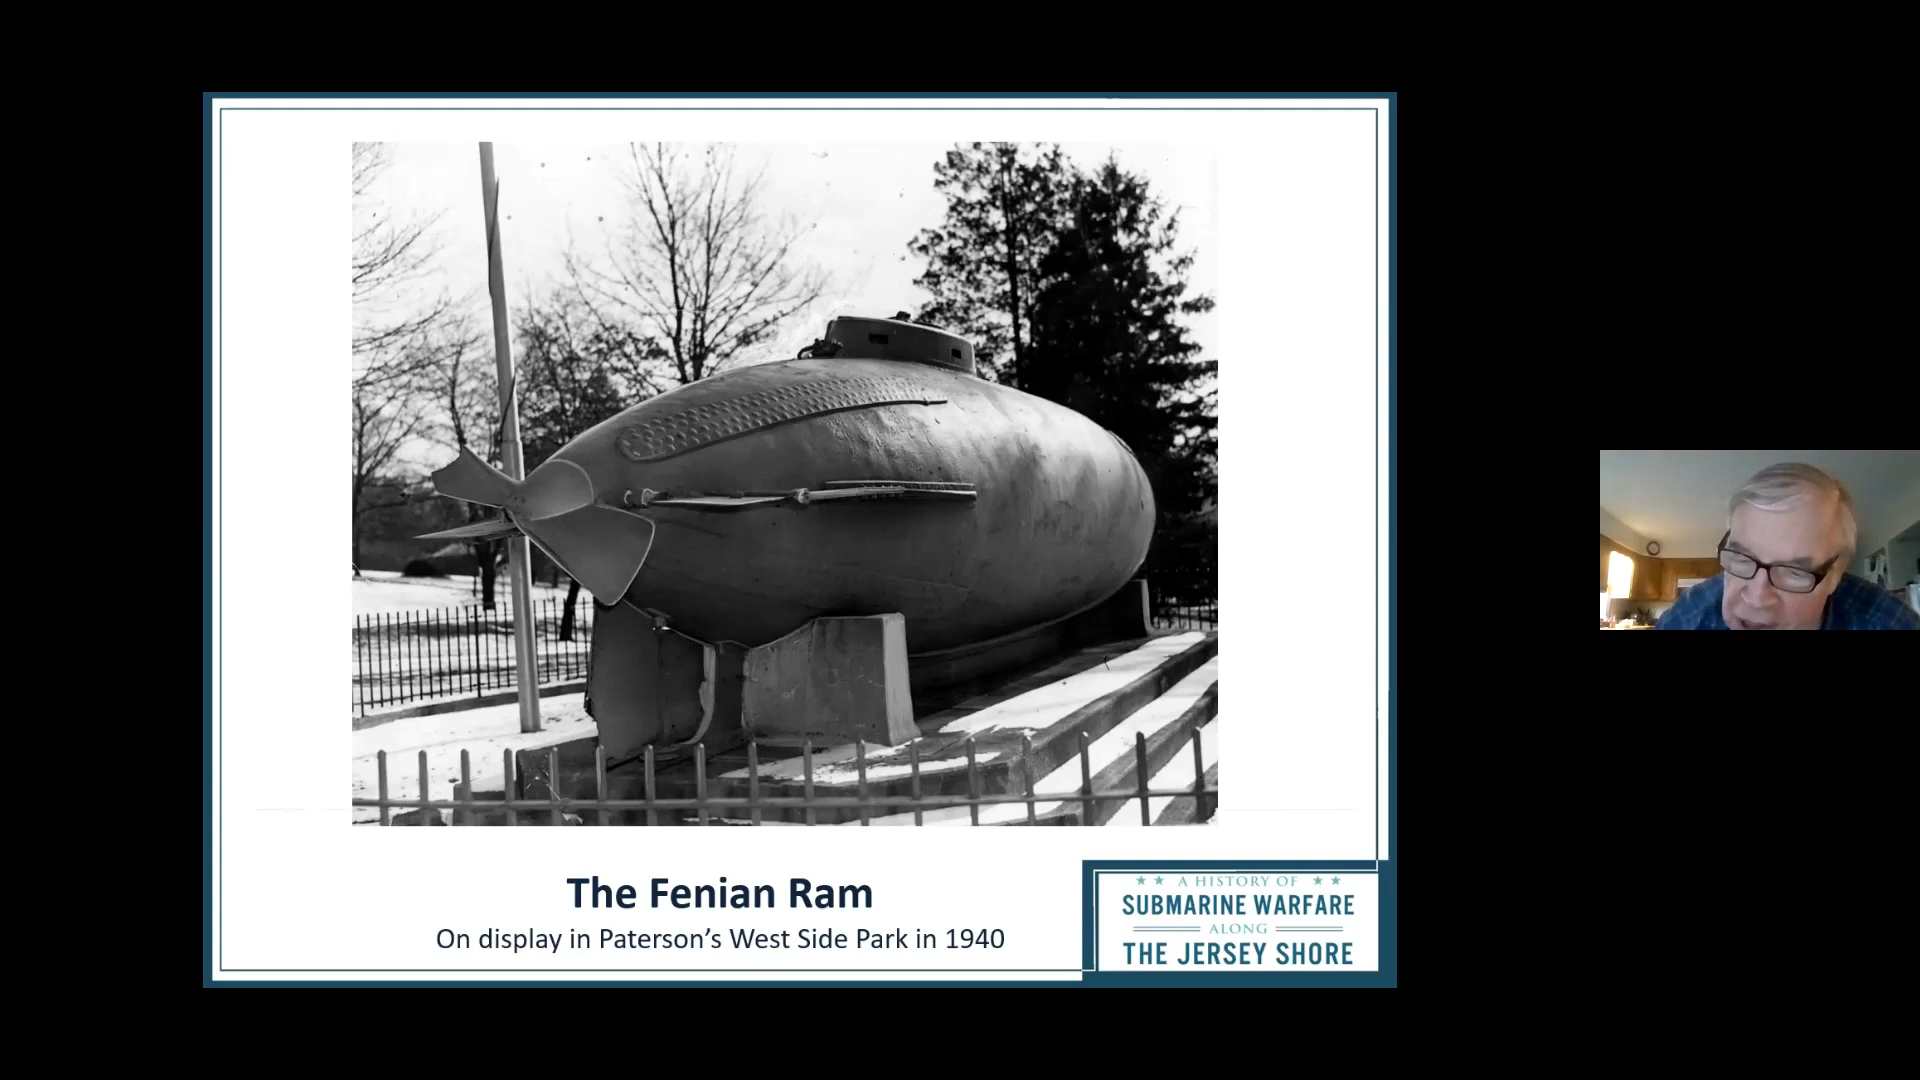 The Fenian Ram
On display in Paterson’s West Side Park in 1940
A HISTORY OF
SUBMARINE WARFARE
ALONG
THE JERSEY SHORE